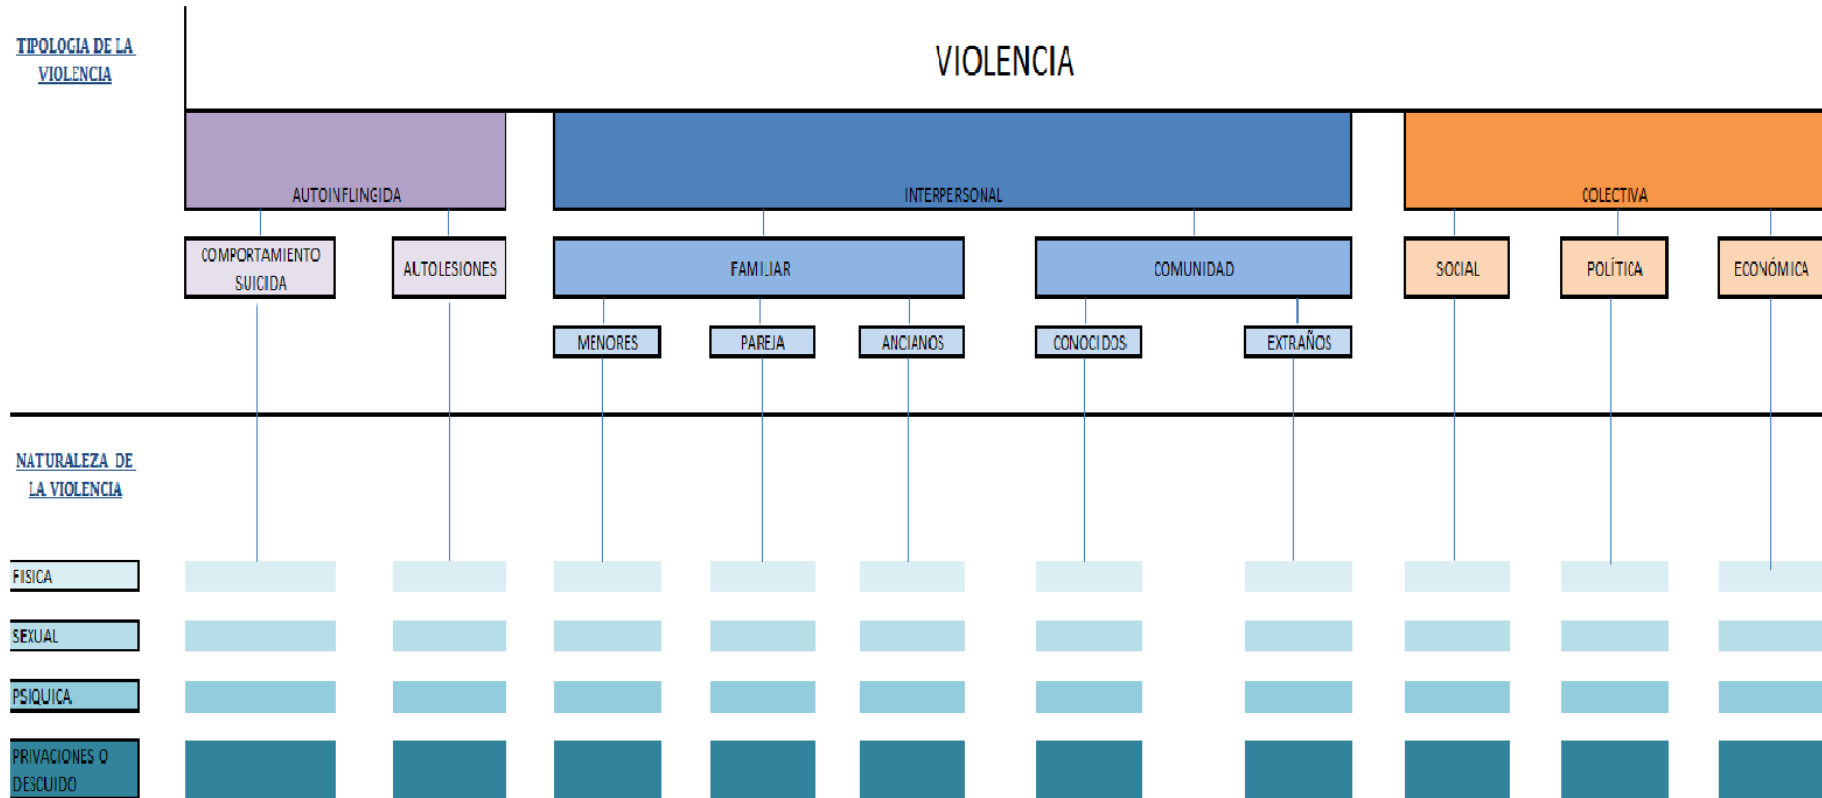 TIPOLOGIA DE LA
VIOLENCIA
VIOLENCIA
AUTOINFLINGIDA
INTERPERSONAL
COLECTIVA
COMPORTAMIENTO
SUICIDA
AUTOLESIONES
FAMILIAR
COMUNIDAD
SOCIAL
POLÍTICA
ECONÓMICA
MENORES
PAREJA
ANCIANOS
CONOCIDOS
EXTRAÑOS
NATURALEZA DE
LA VIOLENCIA
FISICA
SEXUAL
PSIQUICA
PRIVACIONES O
DESCUIDO